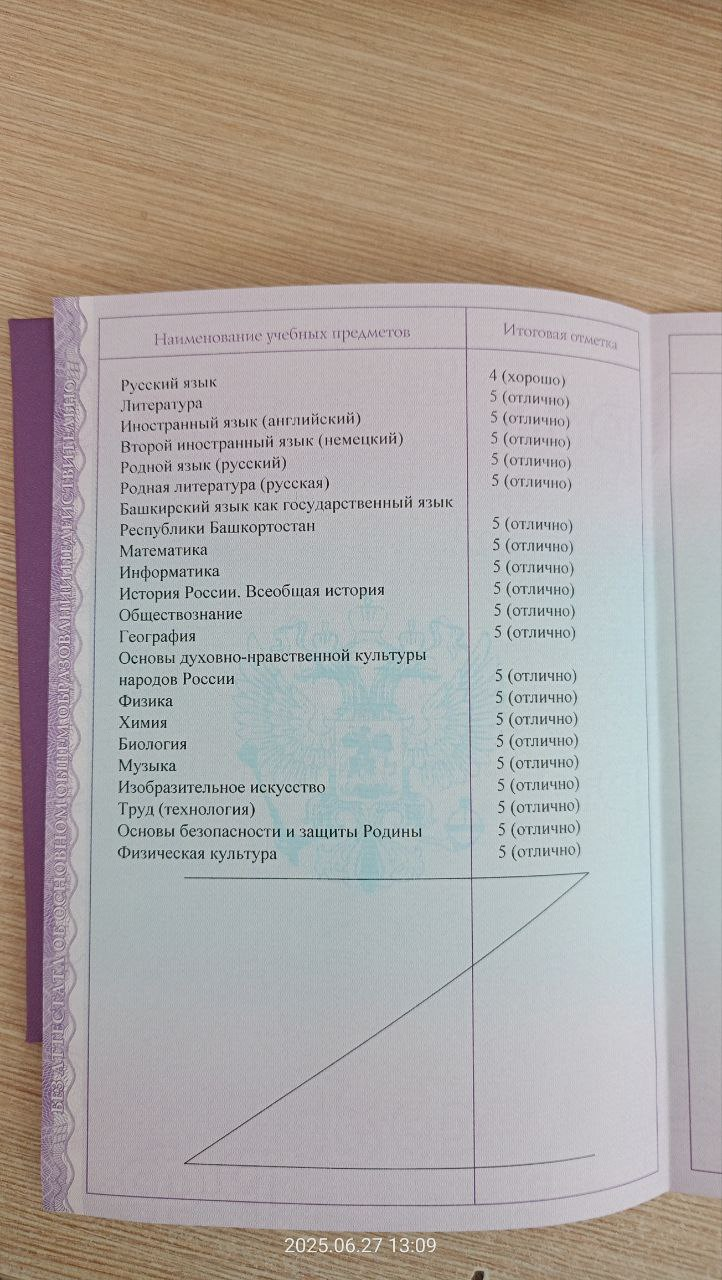 Наименование учебных предметов
Итоговая отметка
Русский язык 4 (хорошо)
Литература 5 (отлично)
Иностранный язык (английский) 5 (отлично)
Второй иностранный язык (немецкий) 5 (отлично)
Родной язык (русский) 5 (отлично)
Родная литература (русская) 5 (отлично)
Башкирский язык как государственный язык
Республики Башкортостан 5 (отлично)
Математика 5 (отлично)
Информатика 5 (отлично)
История России. Всеобщая история 5 (отлично)
Обществознание 5 (отлично)
География 5 (отлично)
Основы духовно-нравственной культуры
народов России 5 (отлично)
Физика 5 (отлично)
Химия 5 (отлично)
Биология 5 (отлично)
Музыка 5 (отлично)
Изобразительное искусство 5 (отлично)
Труд (технология) 5 (отлично)
Основы безопасности и защиты Родины 5 (отлично)
Физическая культура 5 (отлично)
БЕЗ АТТЕСТАТА ОБ ОСНОВНОМ ОБЩЕМ ОБРАЗОВАНИИ НЕДЕЙСТВИТЕЛЬНО
2025.06.27 13:09